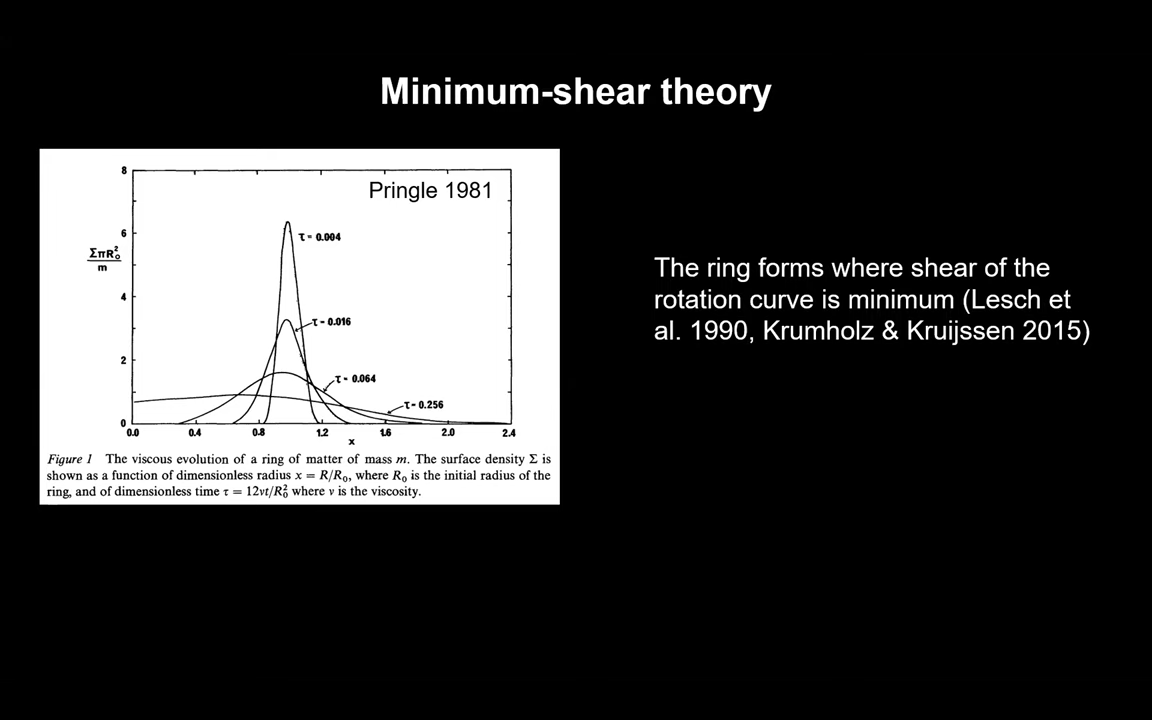 Minimum-shear theory
Pringle 1981
8
6
4
2
0
ΣπR₀²
m
τ = 0.004
τ = 0.016
τ = 0.064
τ = 0.256
0.0 0.4 0.8 1.2 1.6 2.0 2.4
x
Figure 1 The viscous evolution of a ring of matter of mass m. The surface density Σ is
shown as a function of dimensionless radius x = R/R₀, where R₀ is the initial radius of the
ring, and of dimensionless time τ = 12νt/R₀² where ν is the viscosity.
The ring forms where shear of the
rotation curve is minimum (Lesch et
al. 1990, Krumholz & Kruijssen 2015)